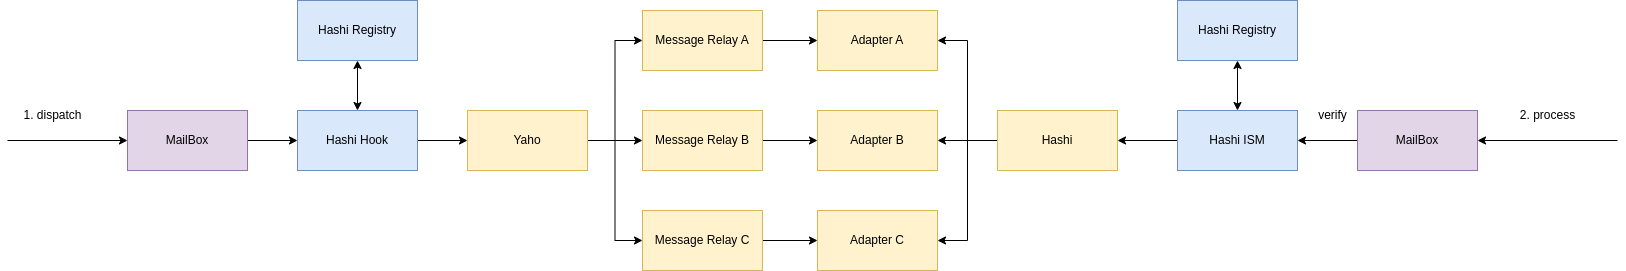 Hashi Registry
Hashi Registry
Message Relay A
Adapter A
1. dispatch
MailBox
Hashi Hook
Yaho
Message Relay B
Adapter B
Hashi
Hashi ISM
verify
MailBox
2. process
Message Relay C
Adapter C